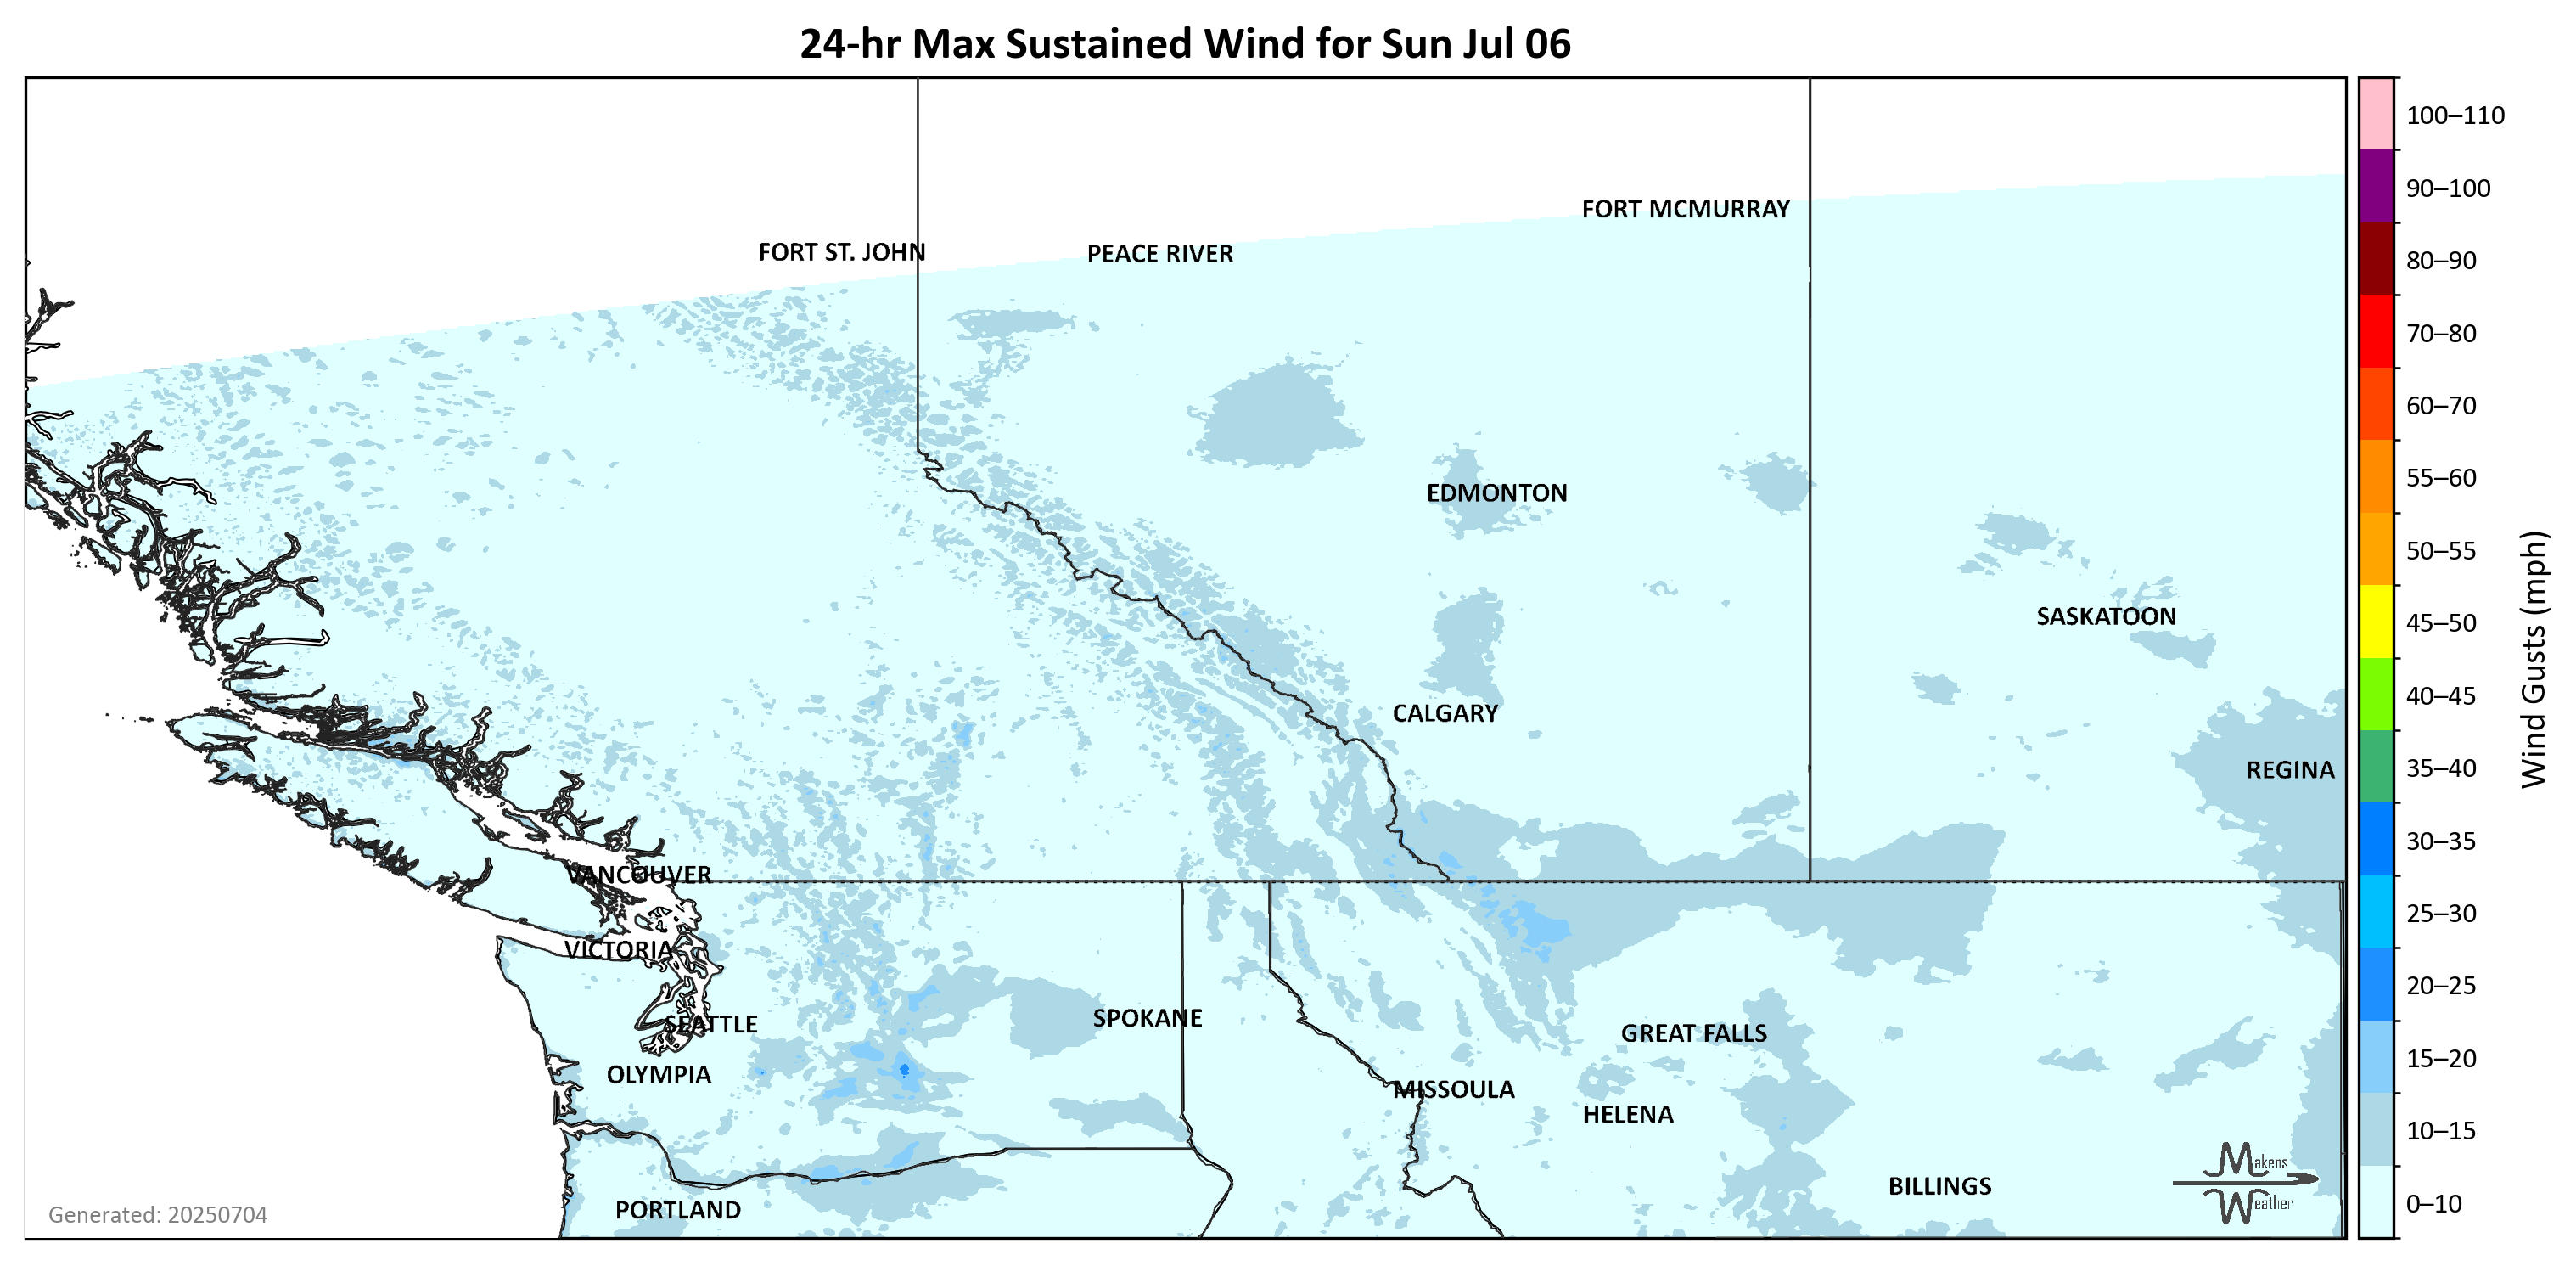 24-hr Max Sustained Wind for Sun Jul 06
100–110
90–100
80–90
70–80
60–70
55–60
50–55
45–50
40–45
35–40
30–35
25–30
20–25
15–20
10–15
0–10
Wind Gusts (mph)
FORT MCMURRAY
FORT ST. JOHN
PEACE RIVER
EDMONTON
SASKATOON
CALGARY
REGINA
VANCOUVER
VICTORIA
SPOKANE
SEATTLE
GREAT FALLS
OLYMPIA
MISSOULA
HELENA
BILLINGS
PORTLAND
Makens
Weather
Generated: 20250704